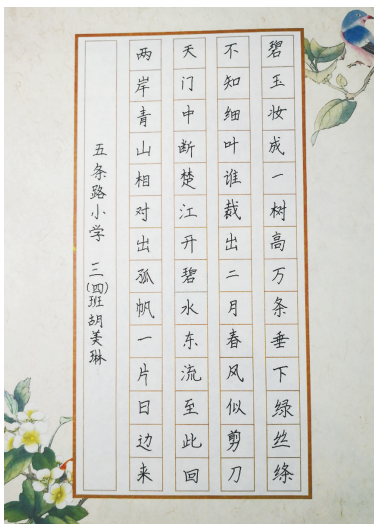 碧玉妆成一树高万条垂下绿丝绦
不知细叶谁裁出二月春风似剪刀
天门中断楚江开碧水东流至此回
两岸青山相对出孤帆一片日边来
五条路小学 三(四)班胡美琳